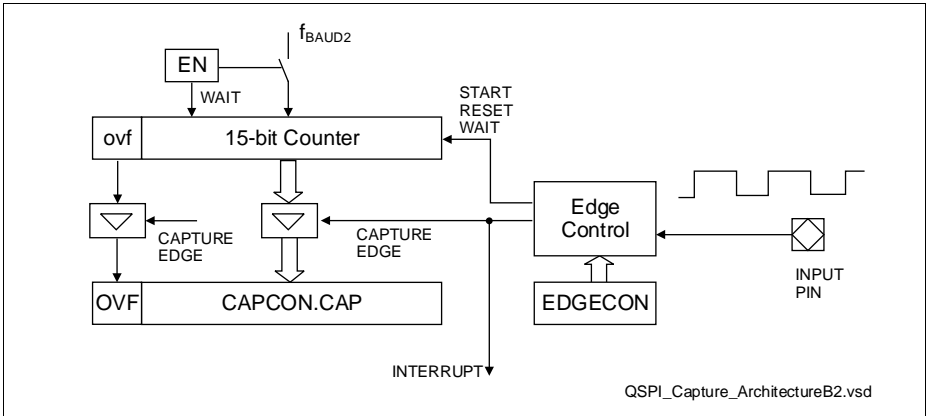 fBAUD2
EN
WAIT
START
RESET
WAIT
ovf
15-bit Counter
Edge
Control
CAPTURE
EDGE
CAPTURE
EDGE
INPUT
PIN
OVF
CAPCON.CAP
EDGECON
INTERRUPT
QSPI_Capture_ArchitectureB2.vsd